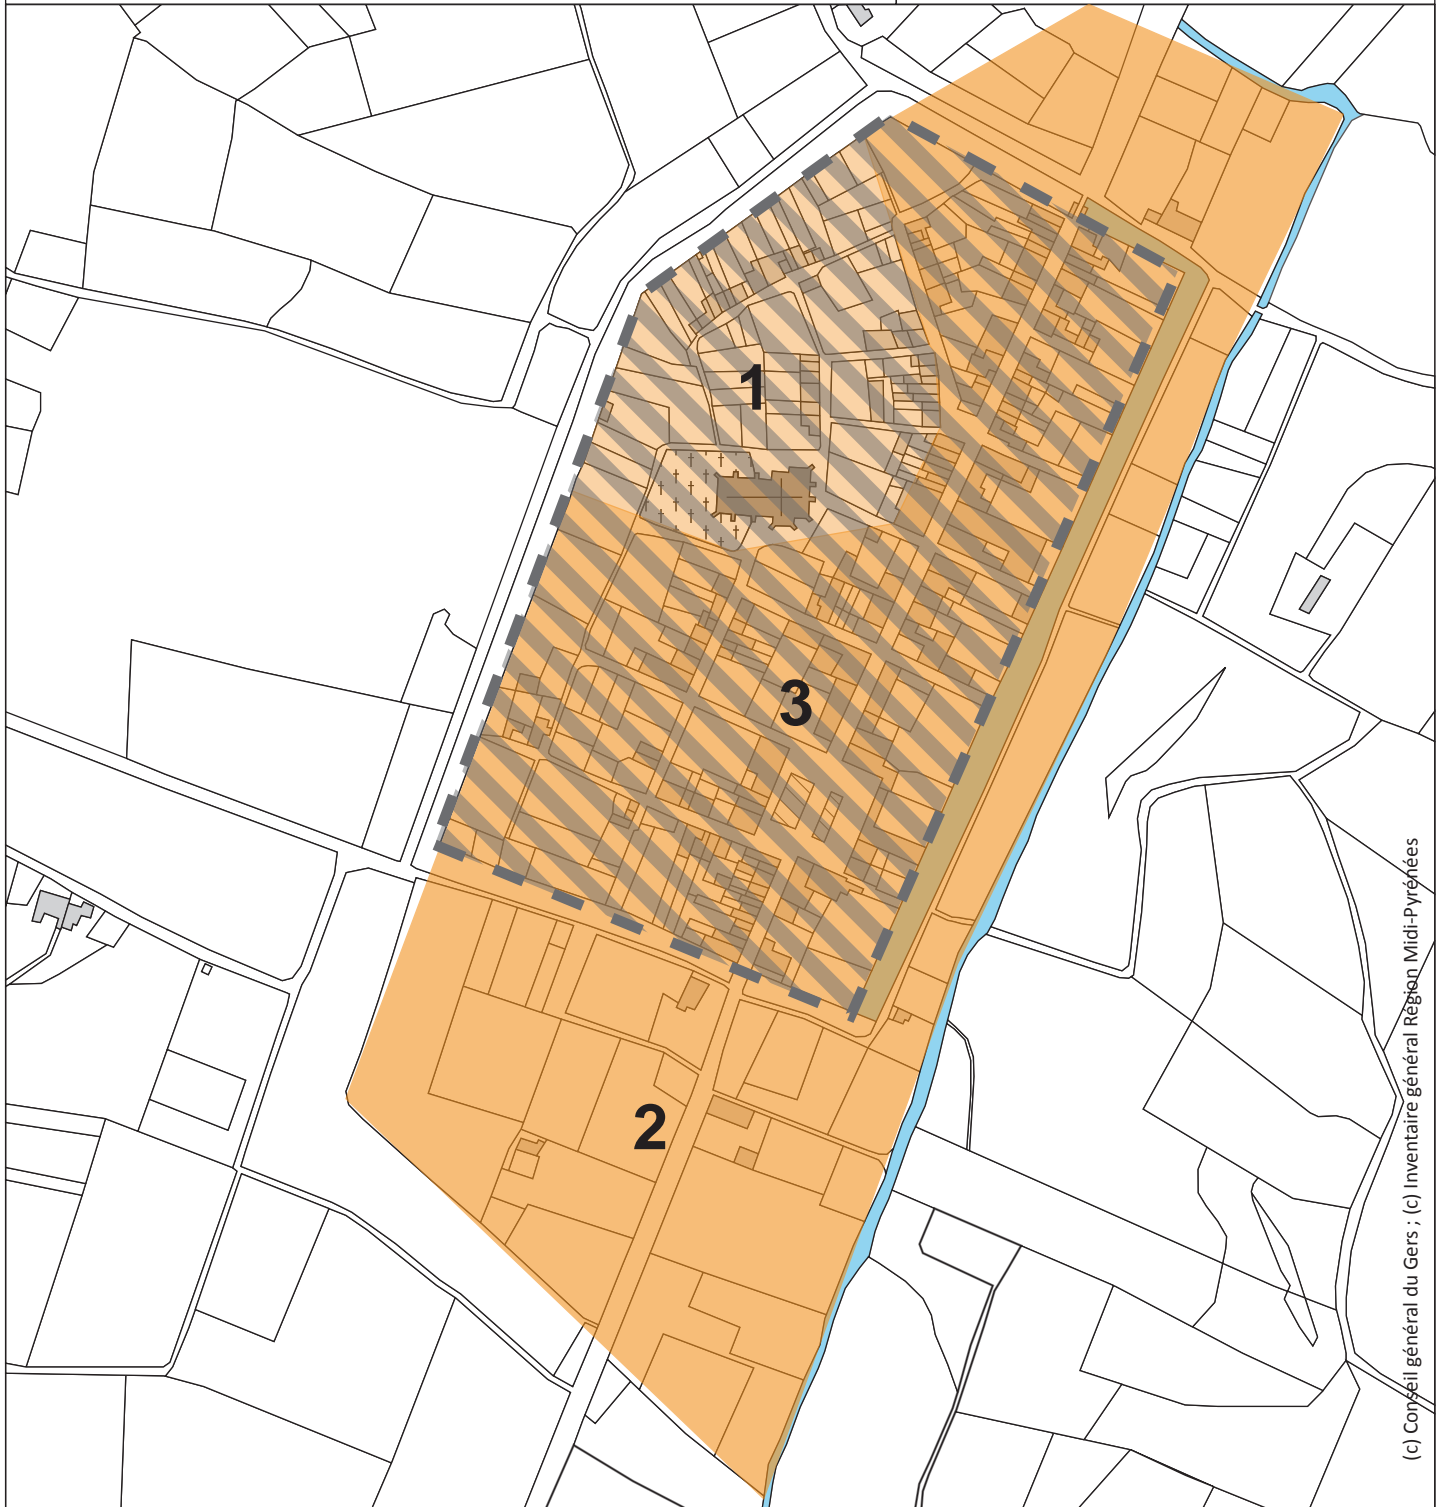 1
3
2
(c) Conseil général du Gers ; (c) Inventaire général Région Midi-Pyrénées